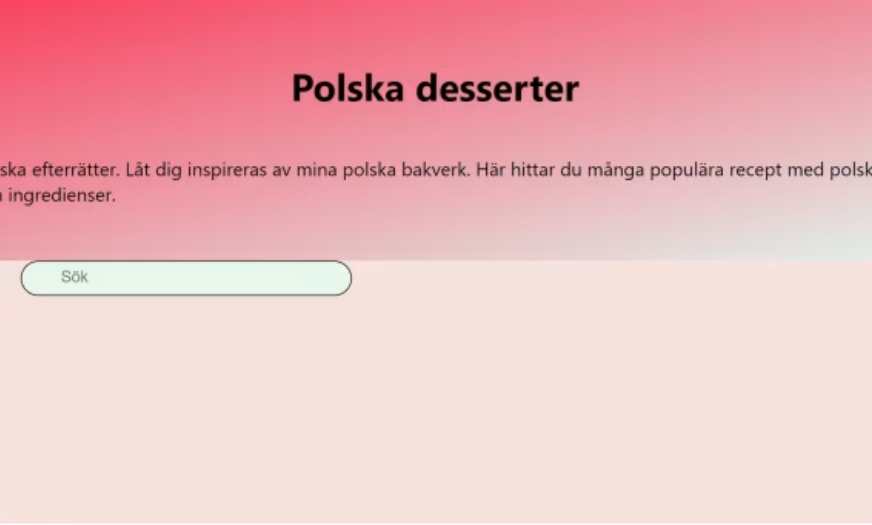 Polska desserter
ska efterrätter. Låt dig inspireras av mina polska bakverk. Här hittar du många populära recept med polsk
ingredienser.
Sök